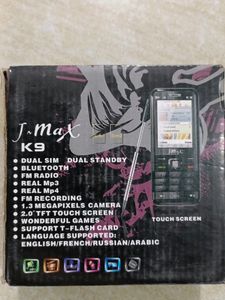 J-max
K9
DUAL SIM DUAL STANDBY
BLUETOOTH
FM RADIO
REAL Mp3
REAL Mp4
FM RECORDING
1.3 MEGAPIXELS CAMERA
2.0" TFT TOUCH SCREEN
WONDERFUL GAMES
SUPPORT T-FLASH CARD
LANGUAGE SUPPORTED:
ENGLISH/FRENCH/RUSSIAN/ARABIC
TOUCH SCREEN